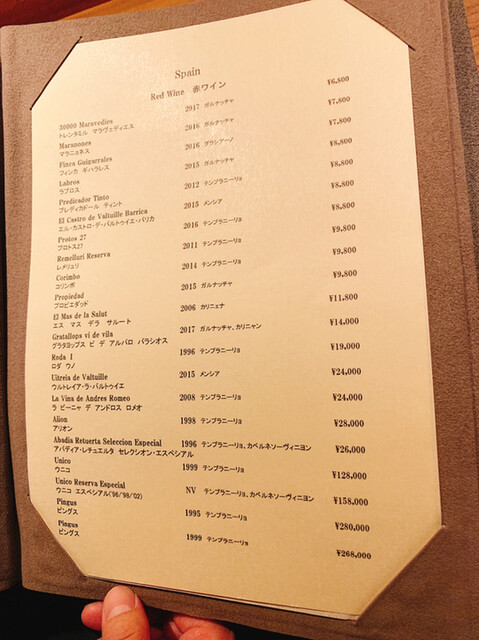 Spain
Red Wine 赤ワイン
30000 Maravedies 2017 ガルナッチャ ¥6,800
トレンタミル マラヴェディエス
Maranones 2016 ガルナッチャ ¥7,800
マラニョネス
Finca Guigurrales 2016 グラシアーノ ¥7,800
フィンカ ギハラレス
Labros 2015 ガルナッチャ ¥8,800
ラブロス
Predicador Tinto 2012 テンプラニーリョ ¥8,800
プレディカドール ティント
El Castro de Valtuille Barrica 2015 メンシア ¥8,800
エル・カストロ・デ・バルトゥイエ・バリカ
Protos 27 2016 テンプラニーリョ ¥8,800
プロトス27
Remelluri Reserva 2011 テンプラニーリョ ¥9,800
レメリュリ
Corimbo 2014 テンプラニーリョ ¥9,800
コリンボ
Propiedad 2015 ガルナッチャ ¥9,800
プロピエダッド
El Mas de la Salut 2006 カリニェナ ¥11,800
エス マス デラ サルート
Gratallops vi de vila 2017 ガルナッチャ、カリニャン ¥14,000
グラタヨップス ビ デ アルバロ パラシオス
Roda I 1996 テンプラニーリョ ¥19,000
ロダ ウノ
Uitreia de Valtuille 2015 メンシア ¥24,000
ウルトレイア・ラ・バルトゥイエ
La Vina de Andres Romeo 2008 テンプラニーリョ ¥24,000
ラ ビーニャ デ アンドロス ロメオ
Alion 1998 テンプラニーリョ ¥28,000
アリオン
Abadia Retuerta Seleccion Especial 1996 テンプラニーリョ、カベルネソーヴィニヨン ¥26,000
アバディア・レチュエルタ セレクシオン・エスペシアル
Unico 1999 テンプラニーリョ ¥128,000
ウニコ
Unico Reserva Especial NV テンプラニーリョ、カベルネソーヴィニヨン ¥158,000
ウニコ エスペシアル('96/'98/'02)
Pingus 1995 テンプラニーリョ ¥280,000
ピングス
Pingus 1999 テンプラニーリョ ¥268,000
ピングス